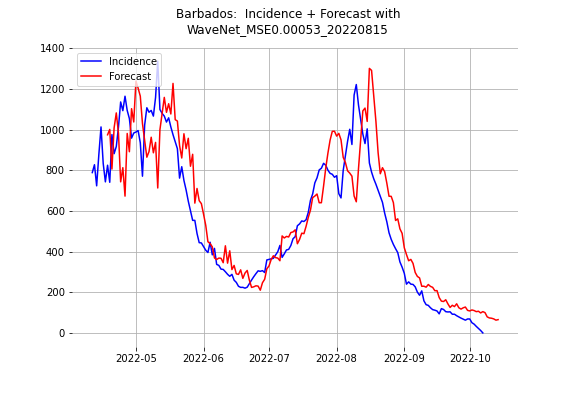 Barbados:  Incidence + Forecast with
WaveNet_MSE0.00053_20220815
Incidence
Forecast
1400
1200
1000
800
600
400
200
0
2022-05 2022-06 2022-07 2022-08 2022-09 2022-10